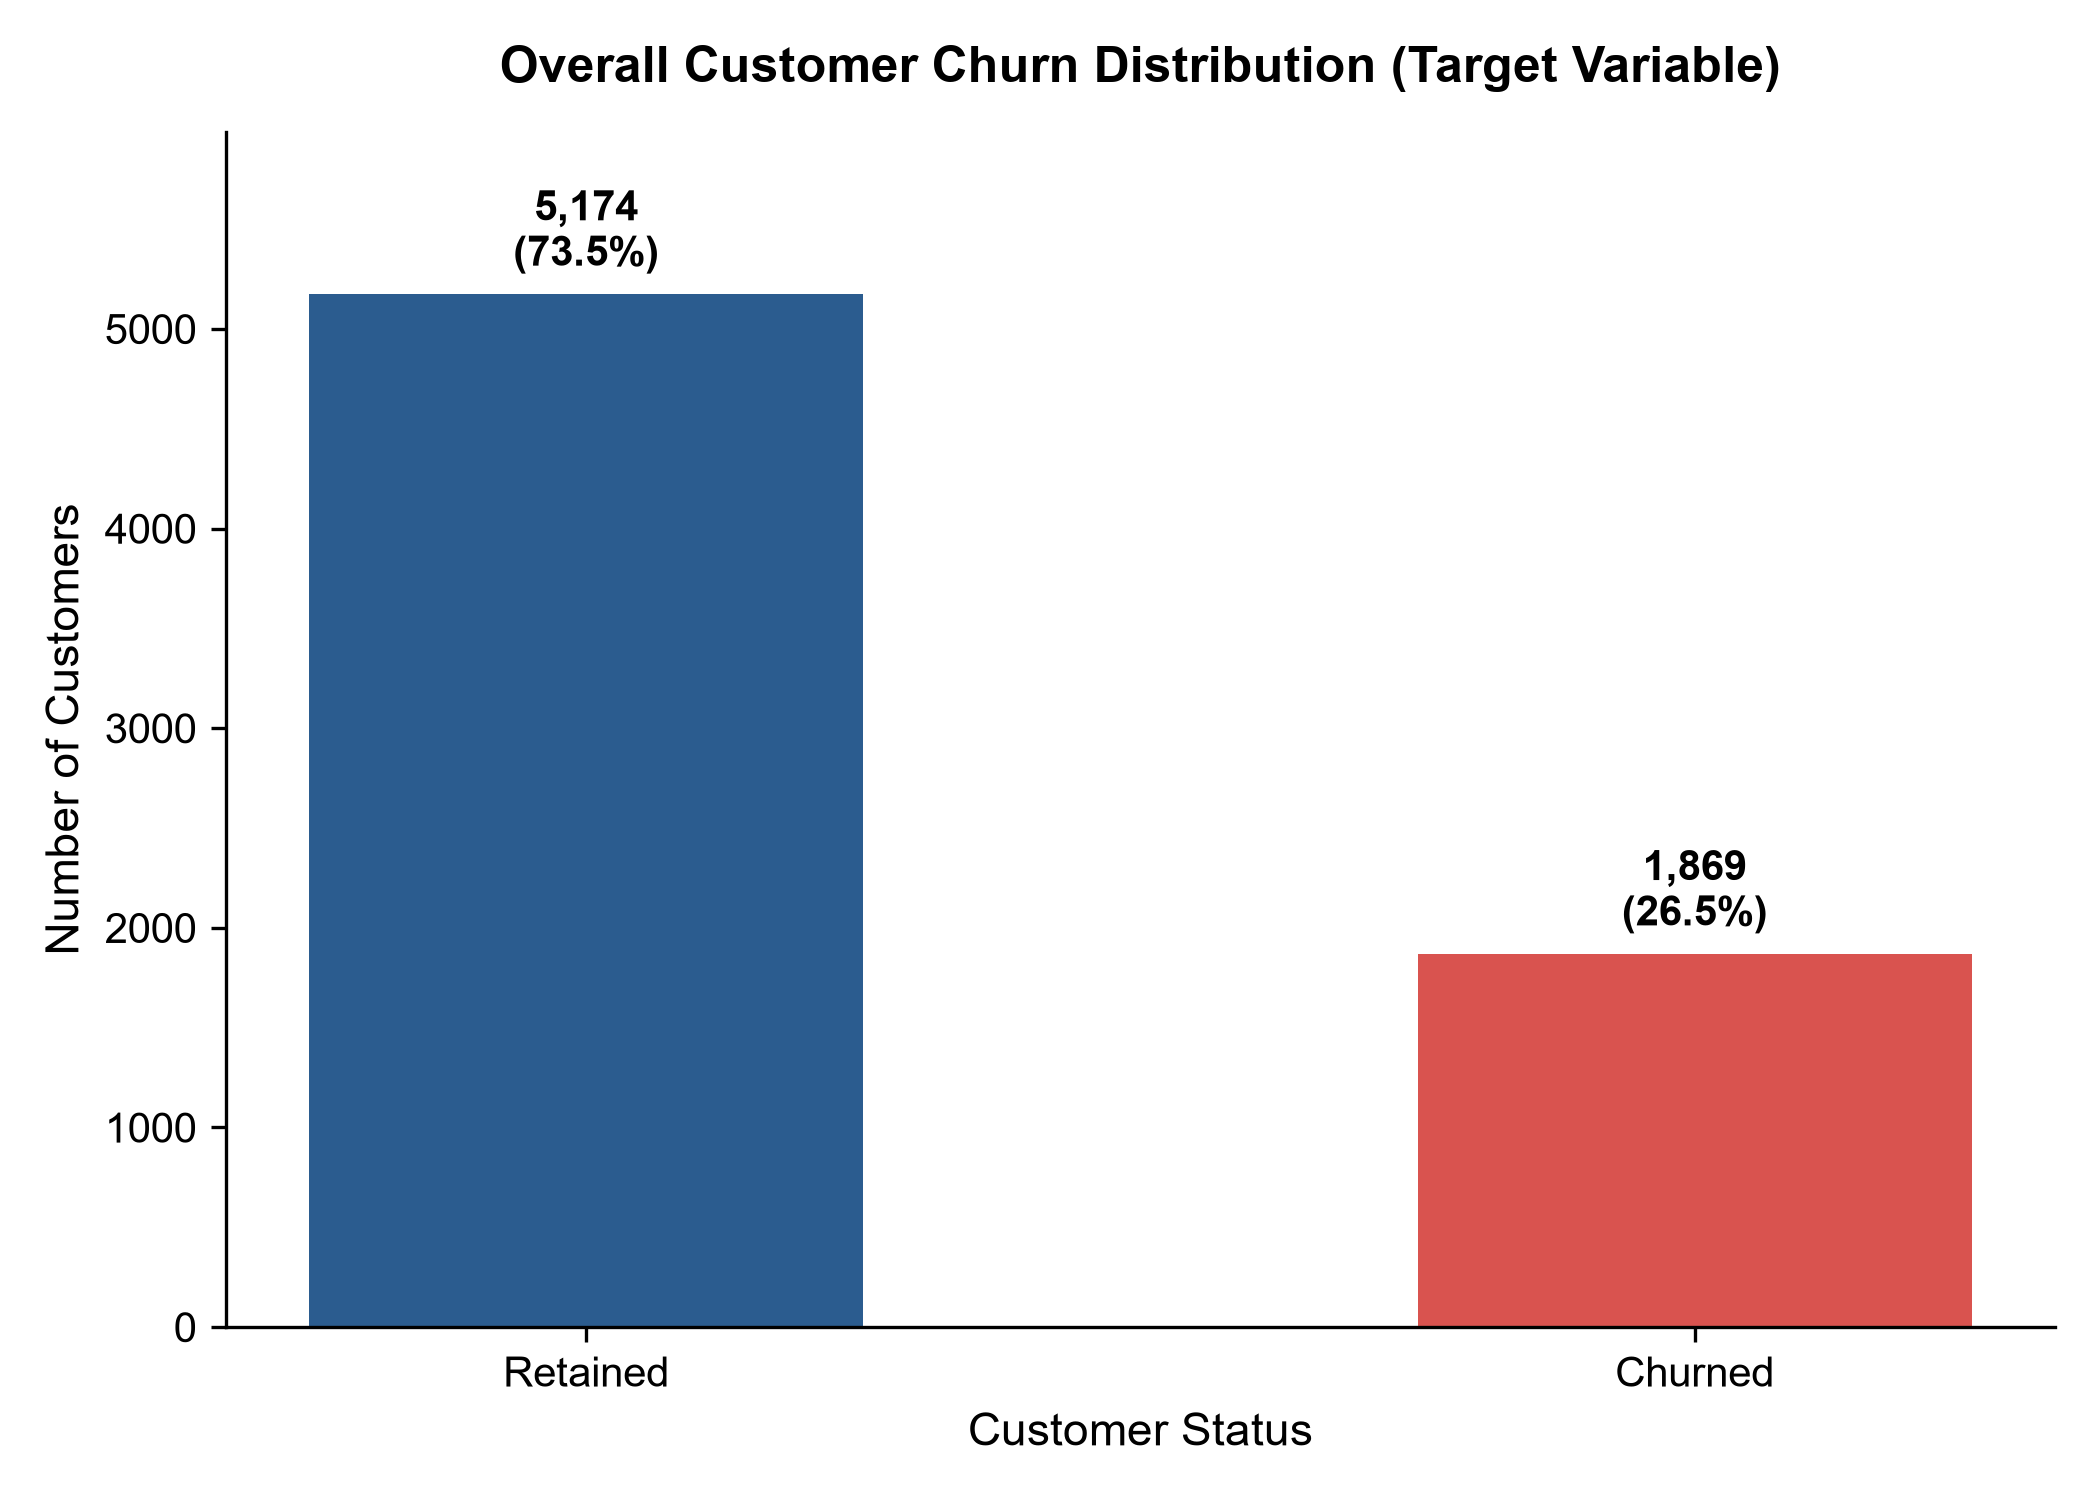 Overall Customer Churn Distribution (Target Variable)
5,174
(73.5%)
1,869
(26.5%)
Number of Customers
5000
4000
3000
2000
1000
0
Retained
Churned
Customer Status